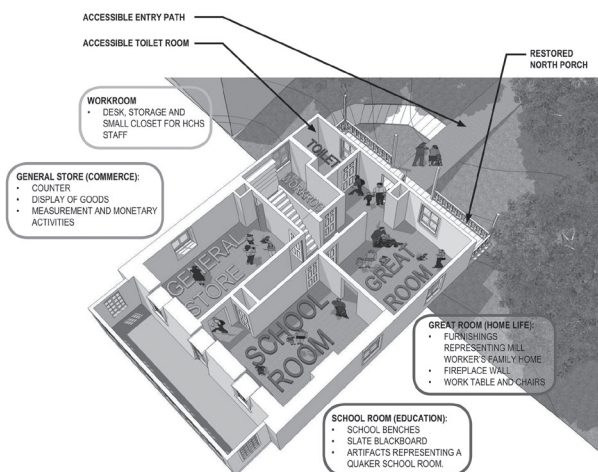 ACCESSIBLE ENTRY PATH
ACCESSIBLE TOILET ROOM
RESTORED
NORTH PORCH
WORKROOM
• DESK, STORAGE AND
SMALL CLOSET FOR HCHS
STAFF
GENERAL STORE (COMMERCE):
• COUNTER
• DISPLAY OF GOODS
• MEASUREMENT AND MONETARY
ACTIVITIES
TOILET
GENERAL
STORE
GREAT
ROOM
SCHOOL
ROOM
GREAT ROOM (HOME LIFE):
• FURNISHINGS
REPRESENTING MILL
WORKER'S FAMILY HOME
• FIREPLACE WALL
• WORK TABLE AND CHAIRS
SCHOOL ROOM (EDUCATION):
• SCHOOL BENCHES
• SLATE BLACKBOARD
• ARTIFACTS REPRESENTING A
QUAKER SCHOOL ROOM.